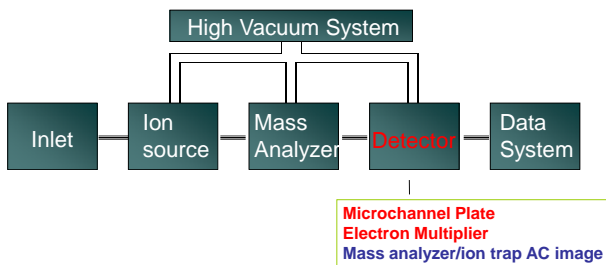 High Vacuum System
Inlet
Ion
source
Mass
Analyzer
Detector
Data
System
Microchannel Plate
Electron Multiplier
Mass analyzer/ion trap AC image